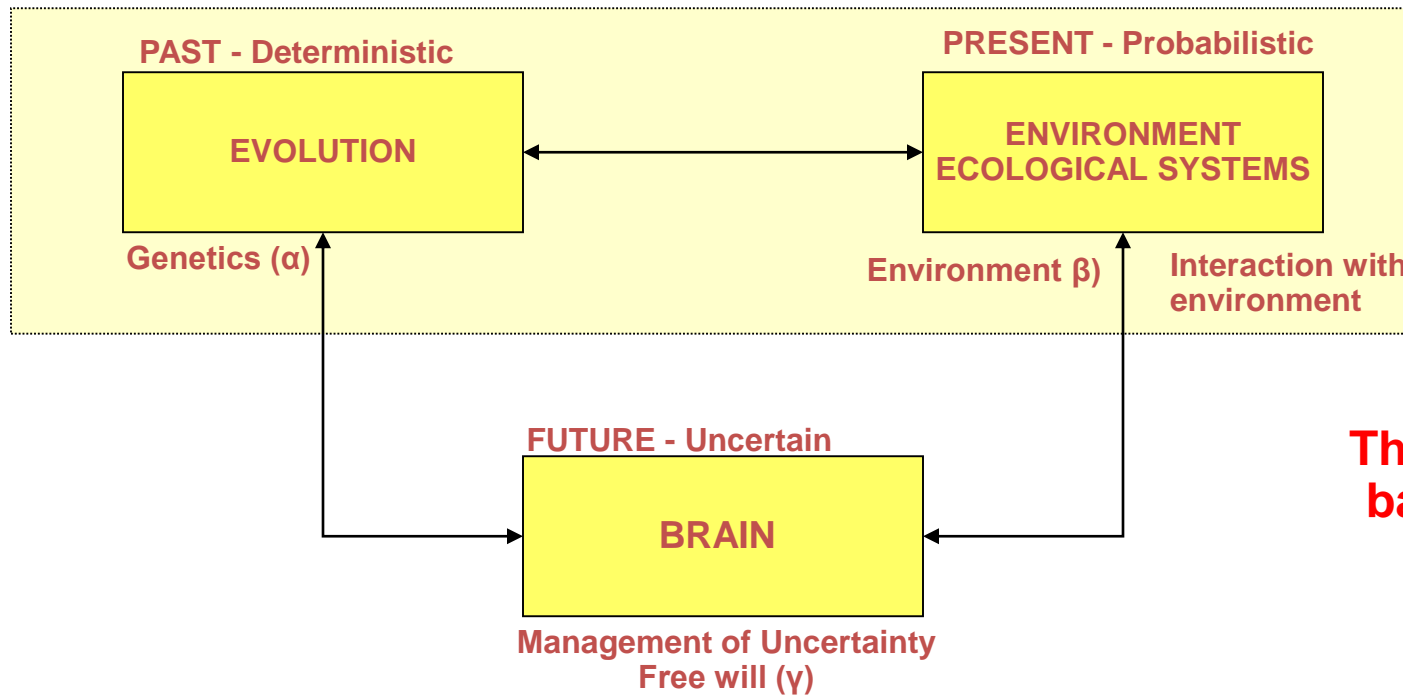 PAST - Deterministic
PRESENT - Probabilistic
EVOLUTION
ENVIRONMENT
ECOLOGICAL SYSTEMS
Genetics (α)
Environment β)
Interaction with
environment
FUTURE - Uncertain
BRAIN
Management of Uncertainty
Free will (γ)